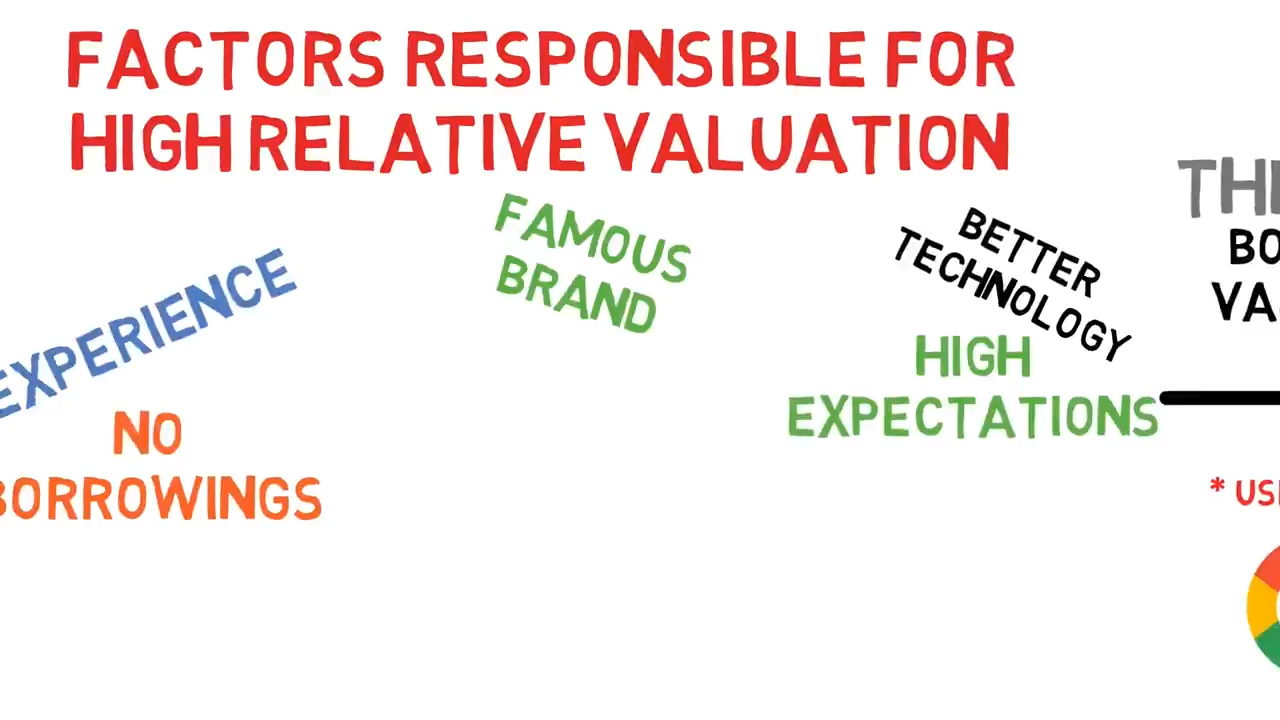 FACTORS RESPONSIBLE FOR
HIGH RELATIVE VALUATION
EXPERIENCE
FAMOUS
BRAND
BETTER
TECHNOLOGY
HIGH
EXPECTATIONS
NO
BORROWINGS